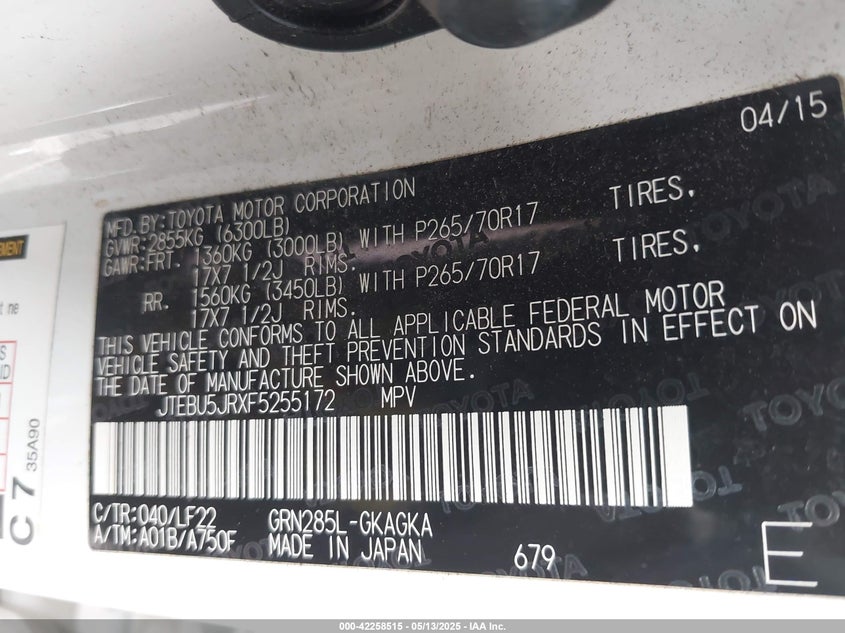 04/15
MFD.BY:TOYOTA MOTOR CORPORATION
GVWR:2855KG (6300LB)
GAWR:FRT. 1360KG (3000LB) WITH P265/70R17 TIRES,
17X7 1/2J RIMS.
RR. 1560KG (3450LB) WITH P265/70R17 TIRES,
17X7 1/2J RIMS.
THIS VEHICLE CONFORMS TO ALL APPLICABLE FEDERAL MOTOR
VEHICLE SAFETY AND THEFT PREVENTION STANDARDS IN EFFECT ON
THE DATE OF MANUFACTURE SHOWN ABOVE.
JTEBU5JRXF5255172 MPV
C/TR:040/LF22 GRN285L-GKAGKA
A/TM:A01B/A750F MADE IN JAPAN 679
E
C7 35A90
000-42258515 - 05/13/2025 - IAA Inc.